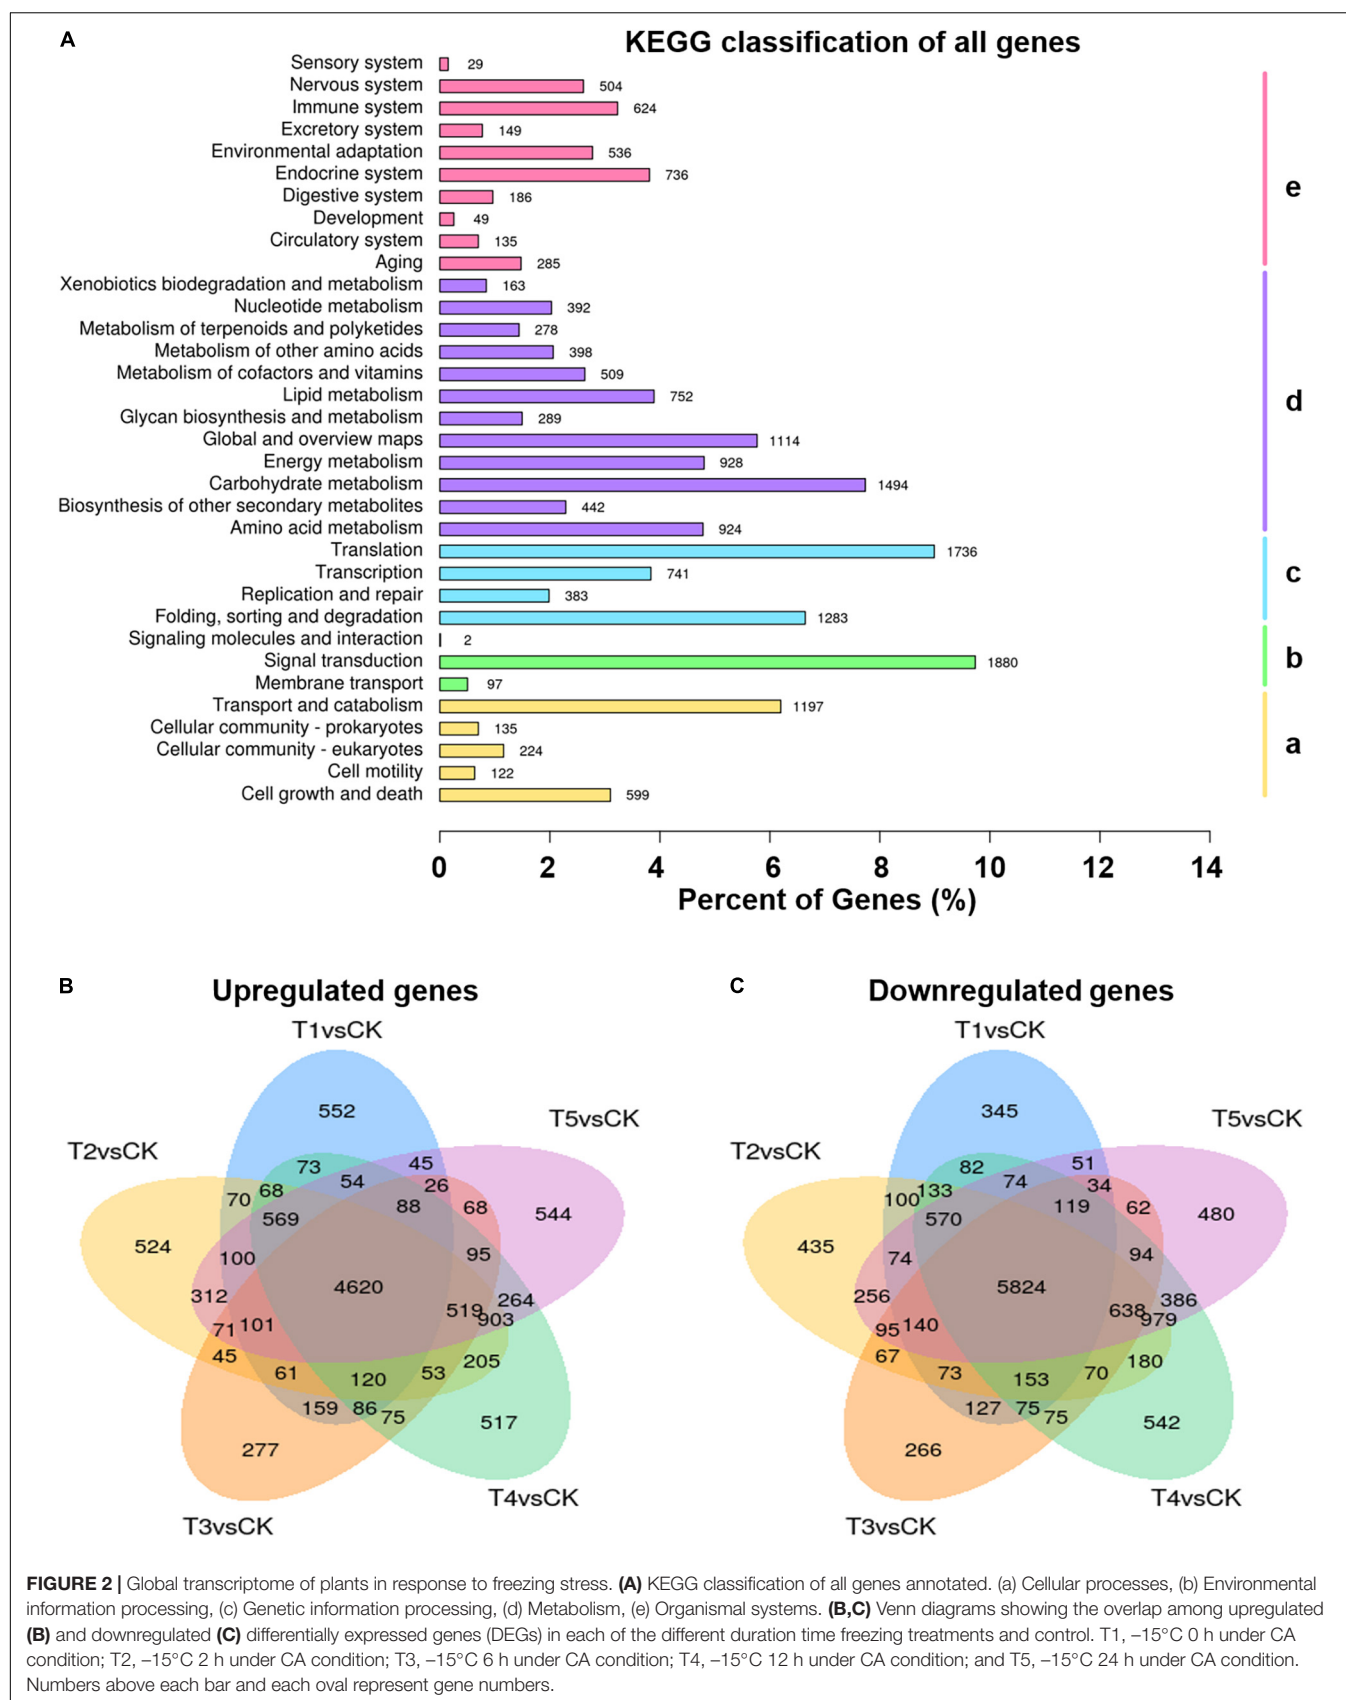 A
KEGG classification of all genes
Sensory system 29
Nervous system 504
Immune system 624
Excretory system 149
Environmental adaptation 536
Endocrine system 736
Digestive system 186
Development 49
Circulatory system 135
Aging 285
e
Xenobiotics biodegradation and metabolism 163
Nucleotide metabolism 392
Metabolism of terpenoids and polyketides 278
Metabolism of other amino acids 398
Metabolism of cofactors and vitamins 509
Lipid metabolism 752
Glycan biosynthesis and metabolism 289
Global and overview maps 1114
Energy metabolism 928
Carbohydrate metabolism 1494
Biosynthesis of other secondary metabolites 442
Amino acid metabolism 924
d
Translation 1736
Transcription 741
Replication and repair 383
Folding, sorting and degradation 1283
c
Signaling molecules and interaction 2
Signal transduction 1880
Membrane transport 97
b
Transport and catabolism 1197
Cellular community - prokaryotes 135
Cellular community - eukaryotes 224
Cell motility 122
Cell growth and death 599
a
0 2 4 6 8 10 12 14
Percent of Genes (%)
B
Upregulated genes
T1vsCK
T5vsCK
T2vsCK
T3vsCK
T4vsCK
552
73
54
45
26
70
68
88
68
544
569
524
100
95
4620
312
264
519
903
71
101
45
61
205
53
120
159
86
75
517
277
C
Downregulated genes
T1vsCK
T5vsCK
T2vsCK
T3vsCK
T4vsCK
345
82
74
51
34
100
133
119
62
480
570
435
74
94
5824
256
386
638
979
95
140
67
73
180
70
153
127
75
75
542
266
FIGURE 2 | Global transcriptome of plants in response to freezing stress. (A) KEGG classification of all genes annotated. (a) Cellular processes, (b) Environmental
information processing, (c) Genetic information processing, (d) Metabolism, (e) Organismal systems. (B,C) Venn diagrams showing the overlap among upregulated
(B) and downregulated (C) differentially expressed genes (DEGs) in each of the different duration time freezing treatments and control. T1, –15°C 0 h under CA
condition; T2, –15°C 2 h under CA condition; T3, –15°C 6 h under CA condition; T4, –15°C 12 h under CA condition; and T5, –15°C 24 h under CA condition.
Numbers above each bar and each oval represent gene numbers.